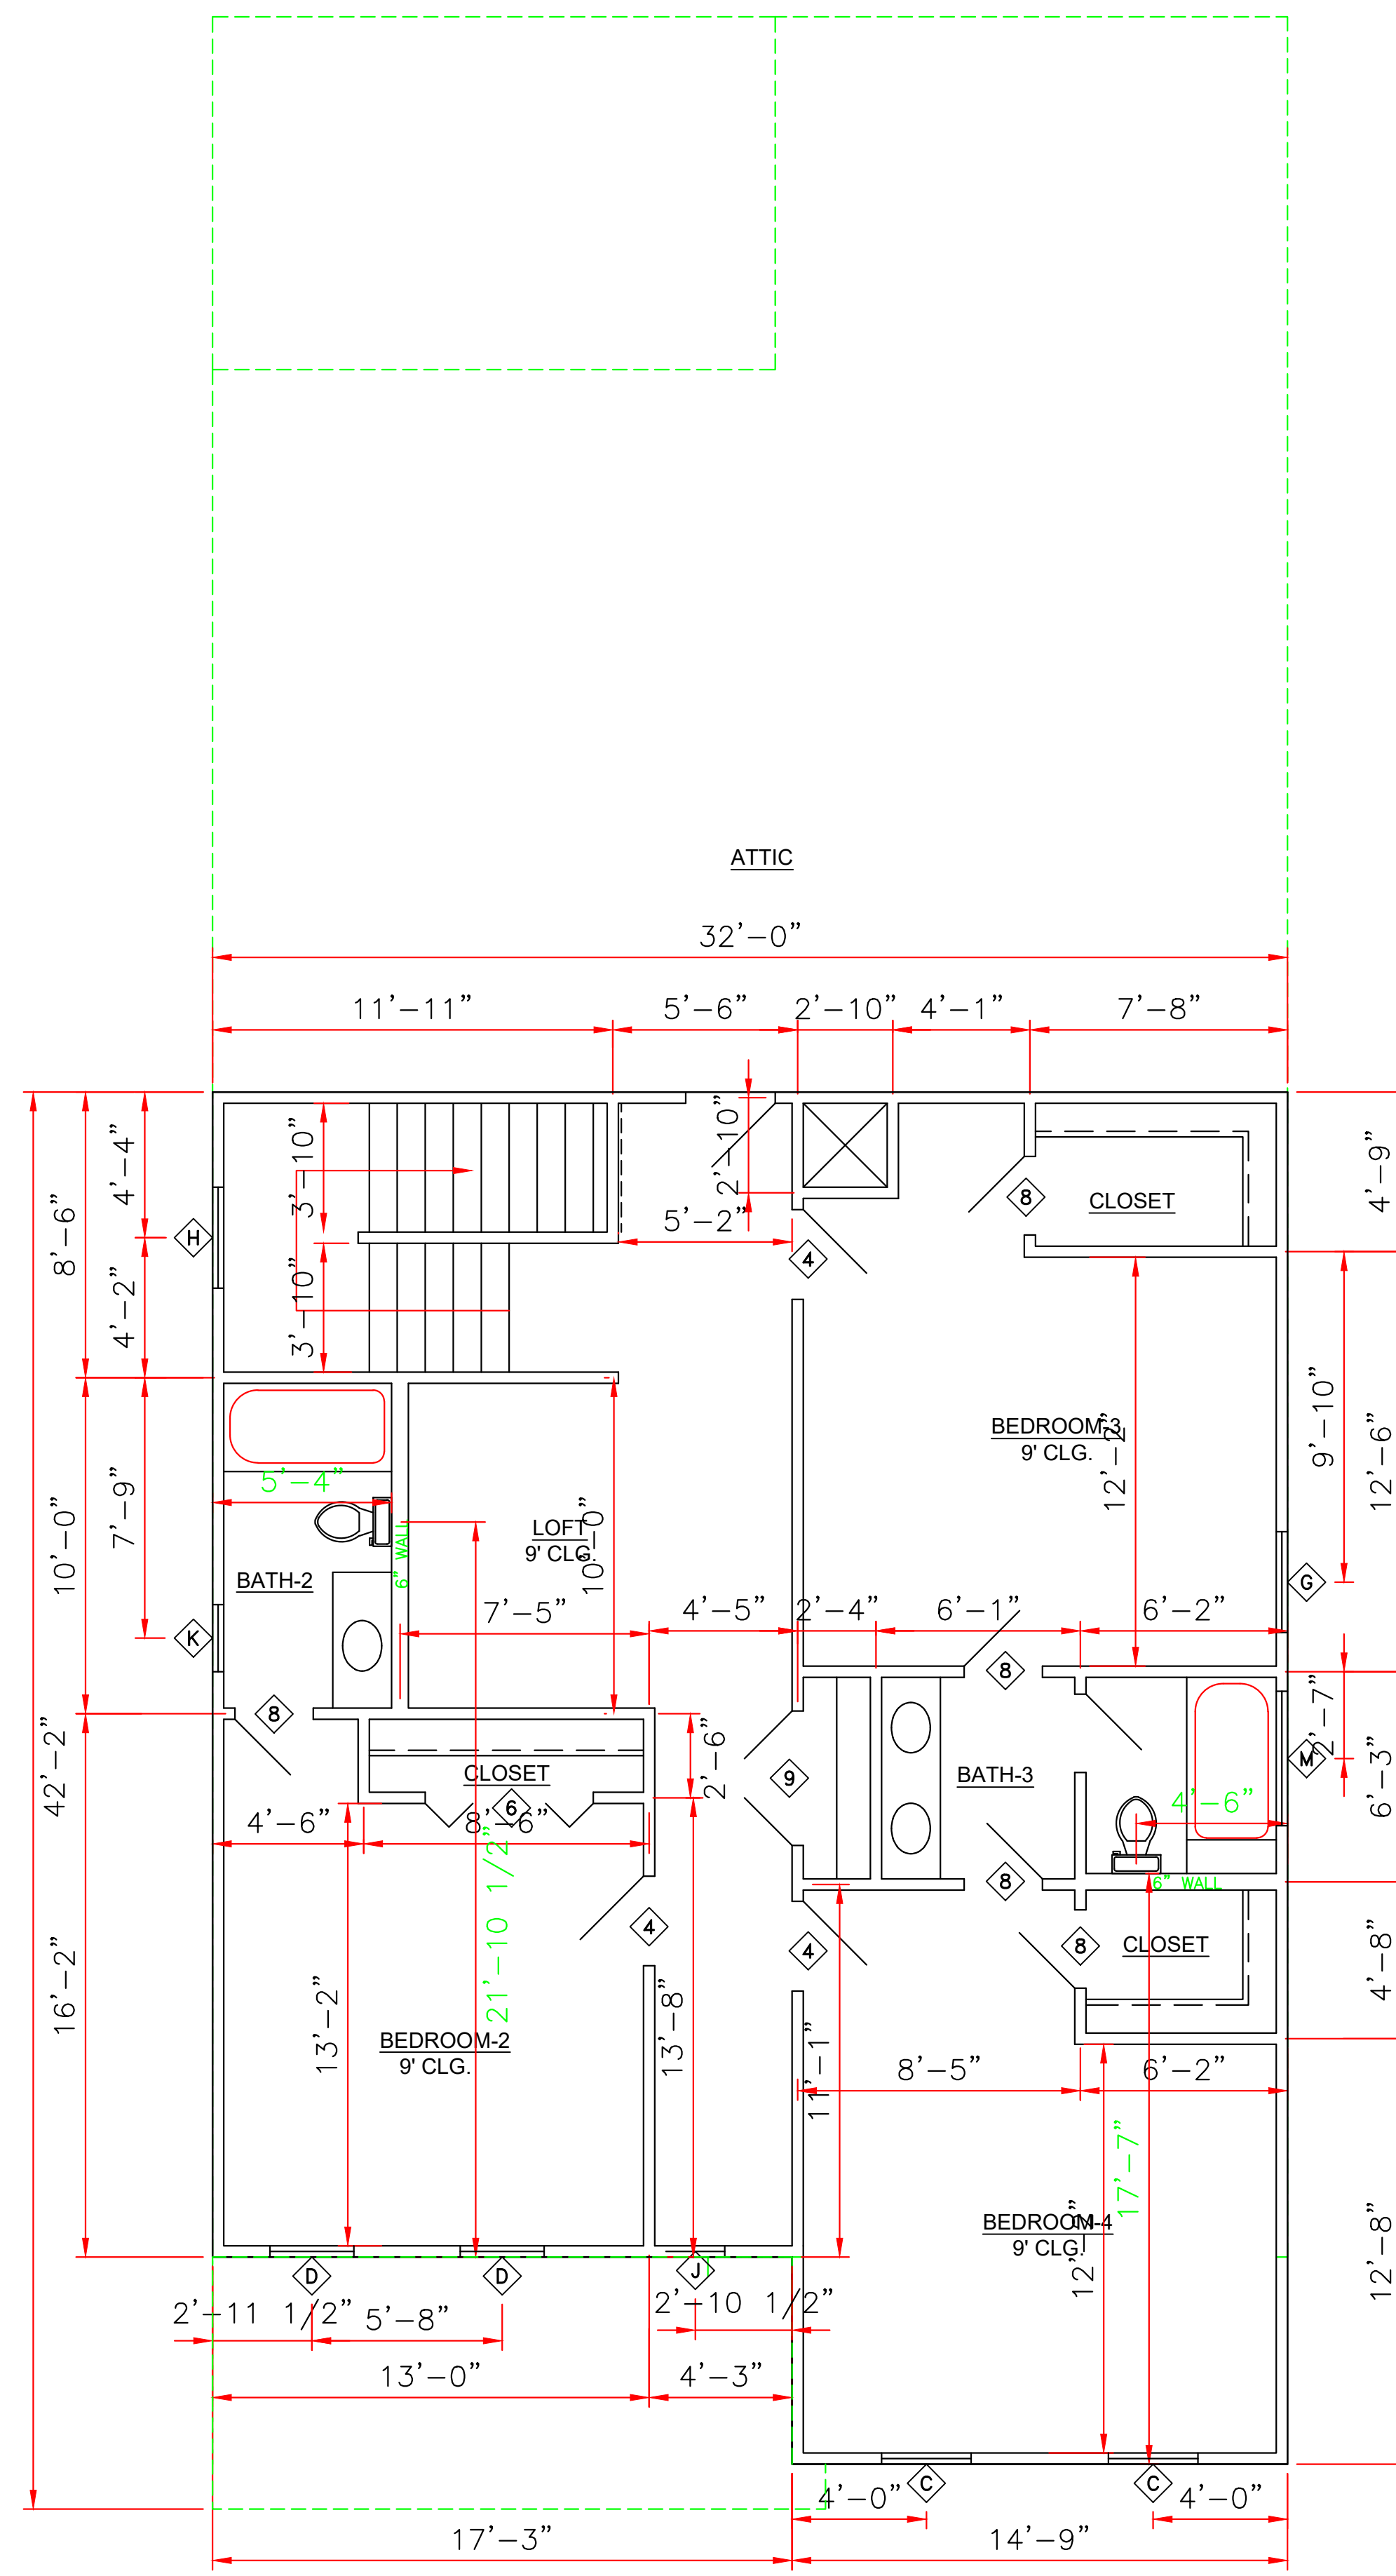 ATTIC
32'-0"
11'-11" 5'-6" 2'-10" 4'-1" 7'-8"
4'-4"
3'-10"
2'-10"
4'-9"
8
CLOSET
8'-6"
H
5'-2"
4
4'-2"
3'-10"
BEDROOM-3
9' CLG.
12'-2"
9'-10"
12'-6"
5'-4"
7'-9"
10'-0"
6" WALL
LOFT
9' CLG.
10'-0"
BATH-2
G
K
7'-5" 4'-5" 2'-4" 6'-1" 6'-2"
8
8
2'-7"
42'-2"
2'-6"
M
CLOSET
6
9
BATH-3
4'-6"
6'-3"
4'-6" 8'-6"
8
6" WALL
21'-10 1/2"
4
4
8
CLOSET
4'-8"
16'-2"
13'-2"
13'-8"
BEDROOM-2
9' CLG.
11'-1"
8'-5" 6'-2"
17'-7"
BEDROOM-4
9' CLG.
12'-8"
D D J
2'-11 1/2" 5'-8" 2'-10 1/2"
13'-0" 4'-3"
C C
4'-0" 4'-0"
17'-3" 14'-9"